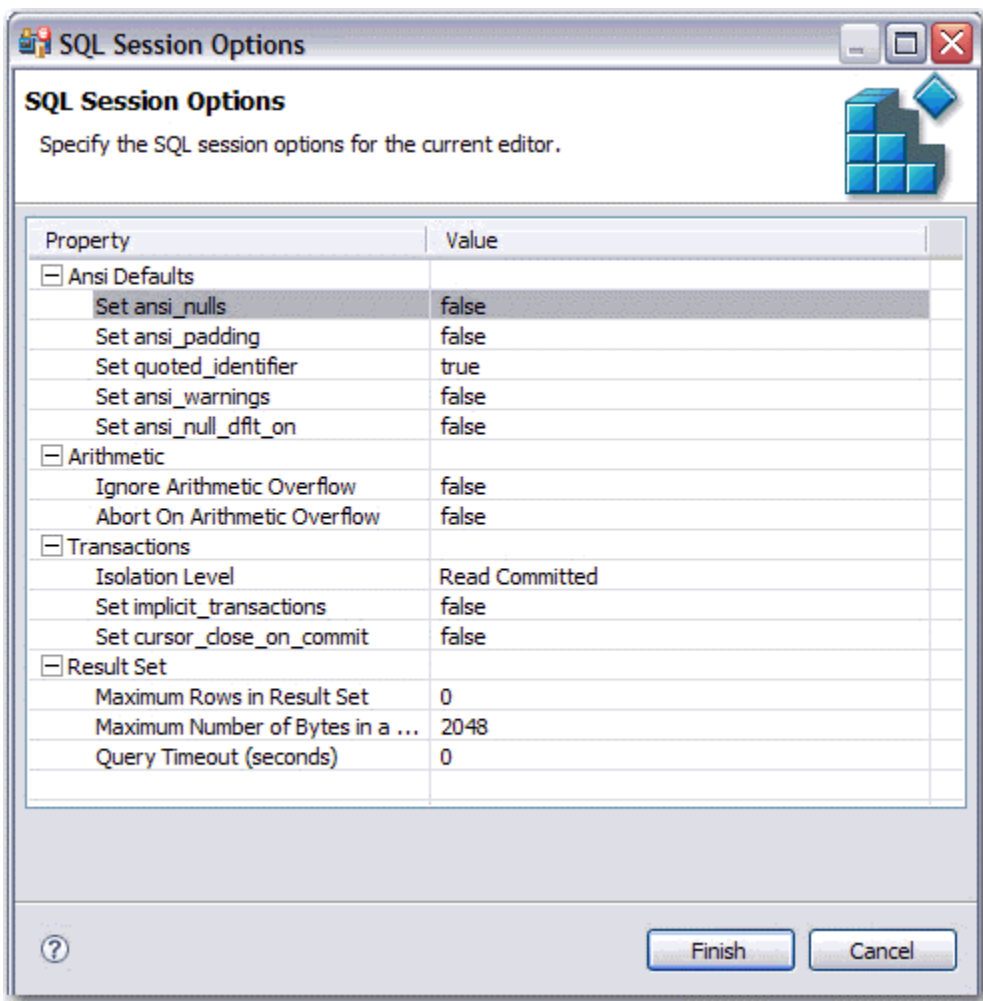 SQL Session Options
SQL Session Options
Specify the SQL session options for the current editor.
Property Value
Ansi Defaults
Set ansi_nulls false
Set ansi_padding false
Set quoted_identifier true
Set ansi_warnings false
Set ansi_null_dflt_on false
Arithmetic
Ignore Arithmetic Overflow false
Abort On Arithmetic Overflow false
Transactions
Isolation Level Read Committed
Set implicit_transactions false
Set cursor_close_on_commit false
Result Set
Maximum Rows in Result Set 0
Maximum Number of Bytes in a ... 2048
Query Timeout (seconds) 0
? Finish Cancel